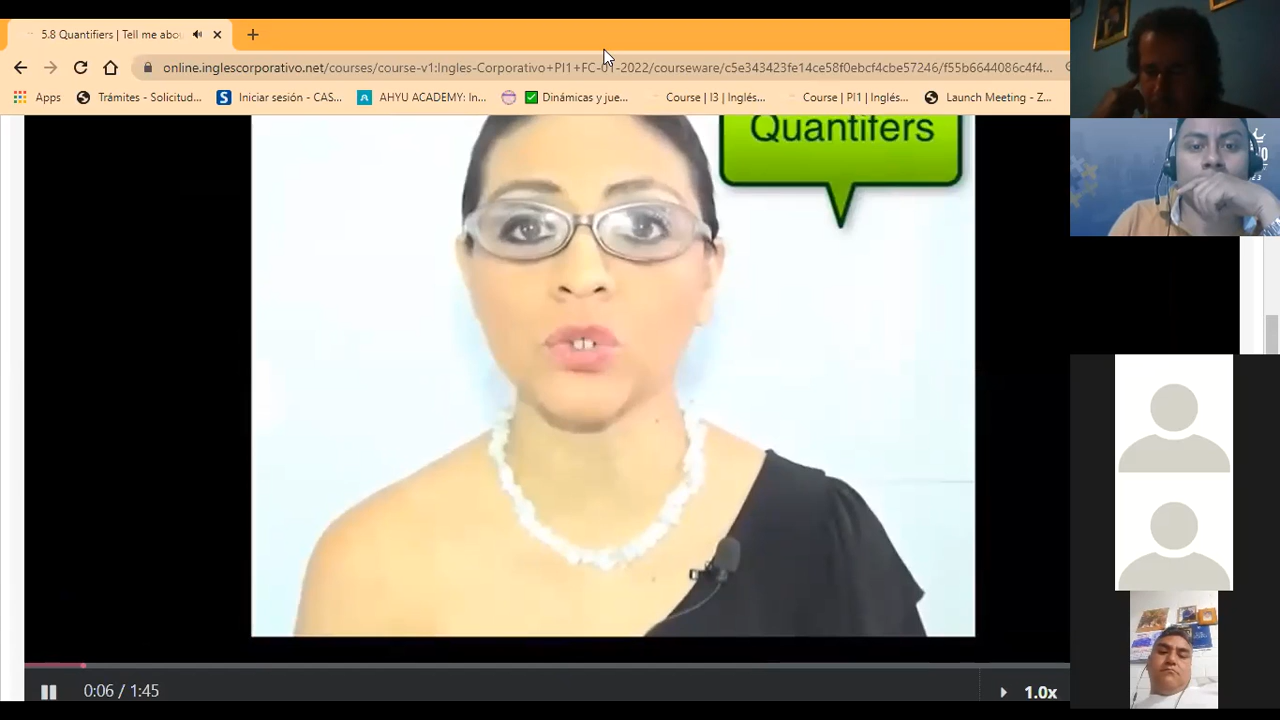 5.8 Quantifiers | Tell me abo
online.inglescorporativo.net/courses/course-v1:Ingles-Corporativo+PI1+FC-01-2022/courseware/c5e343423fe14ce58f0ebcf4cbe57246/f55b6644086c4f4...
Apps
Trámites - Solicitud...
Iniciar sesión - CAS...
AHYU ACADEMY: In...
Dinámicas y jue...
Course | I3 | Inglés...
Course | PI1 | Inglés...
Launch Meeting - Z...
Quantifers
0:06 / 1:45
1.0x